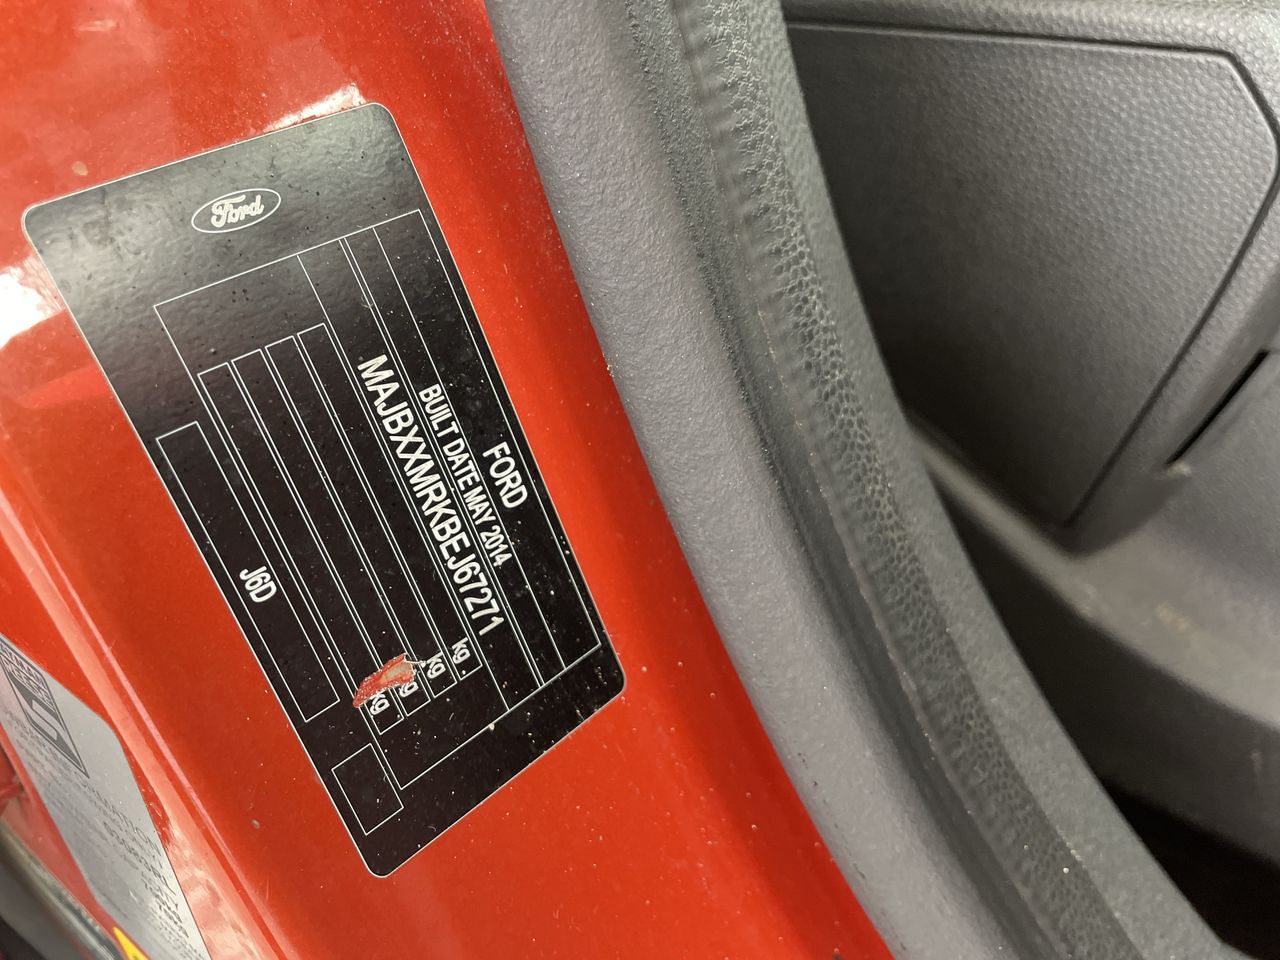 Ford
FORD
BUILT DATE MAY 2014
MAJBXXMRKBEJ67271
kg
kg
kg
kg
J6D